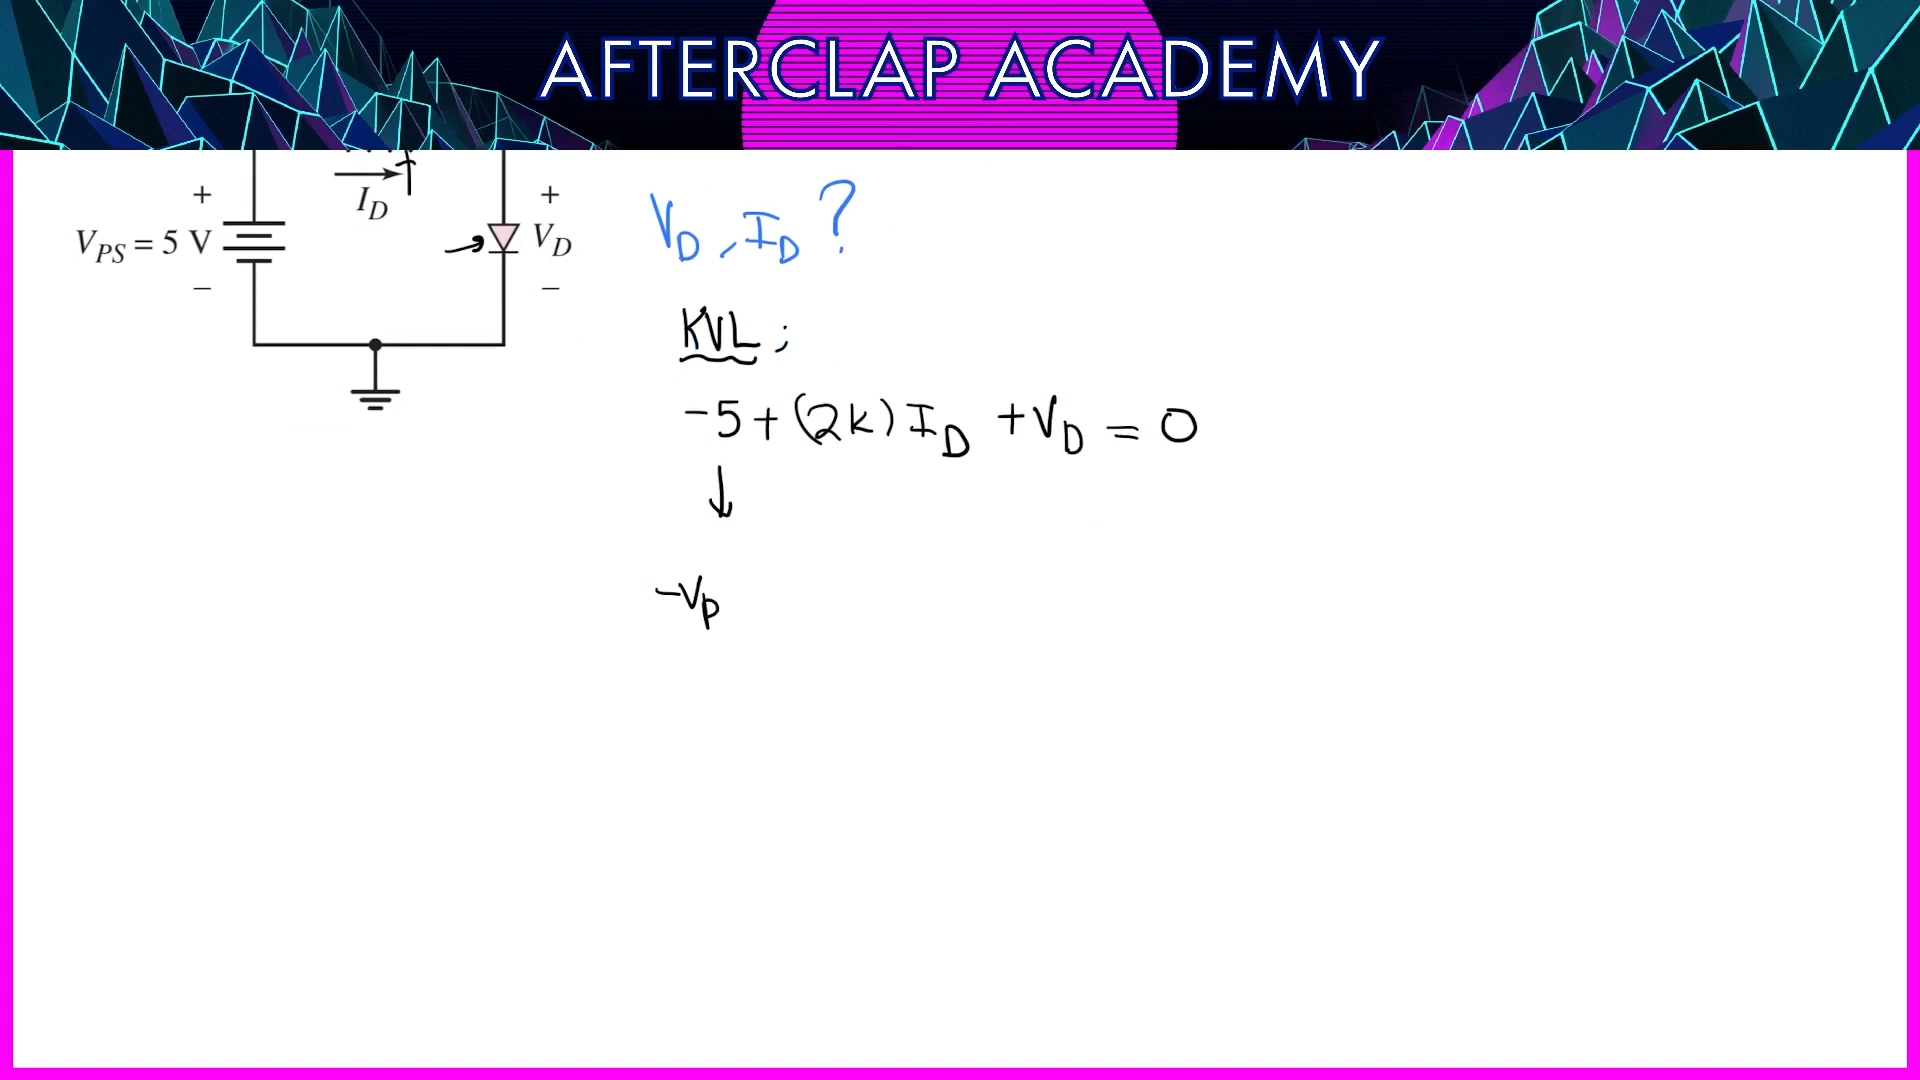 AFTERCLAP ACADEMY
+
I_D
+
V_PS = 5 V
V_D
−
−
V_D, I_D ?
KVL ;
-5 + (2k) I_D + V_D = 0
↓
-V_P